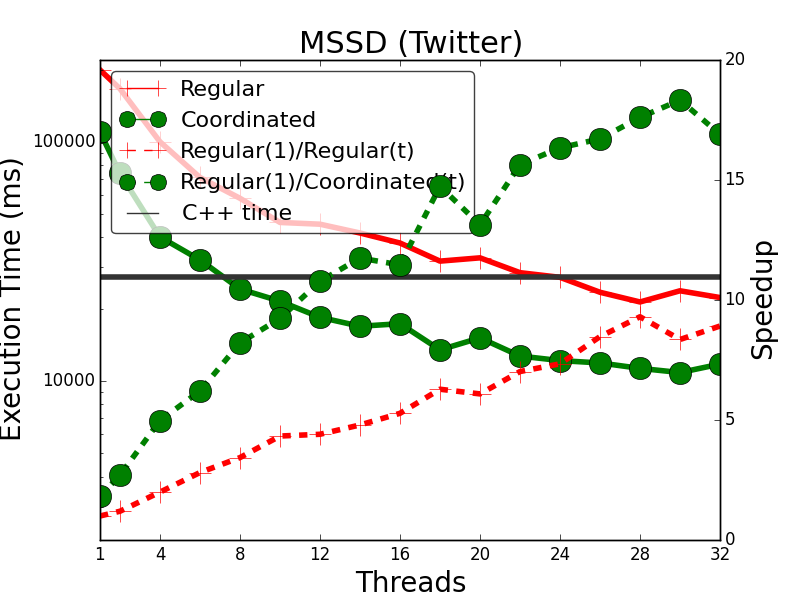 MSSD (Twitter)
Regular
Coordinated
Regular(1)/Regular(t)
Regular(1)/Coordinated(t)
C++ time
Execution Time (ms)
100000
10000
Speedup
20
15
10
5
0
1 4 8 12 16 20 24 28 32
Threads